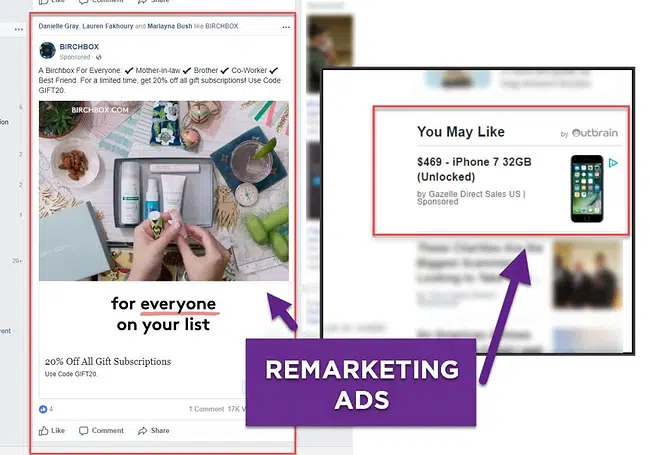 Like Comment Share
Danielle Gray, Lauren Fakhoury and Marlayna Bush like BIRCHBOX.
BIRCHBOX
Sponsored ·
A Birchbox For Everyone: ✔ Mother-in-law ✔ Brother ✔ Co-Worker ✔
Best Friend. For a limited time, get 20% off all gift subscriptions! Use Code
GIFT20.
BIRCHBOX.COM
for everyone
on your list
20% Off All Gift Subscriptions
Use Code GIFT20.
4
1 Comment 17K V
Like Comment Share
6
29+
vent
You May Like
by Outbrain
$469 - iPhone 7 32GB
(Unlocked)
by Gazelle Direct Sales US |
Sponsored
REMARKETING
ADS